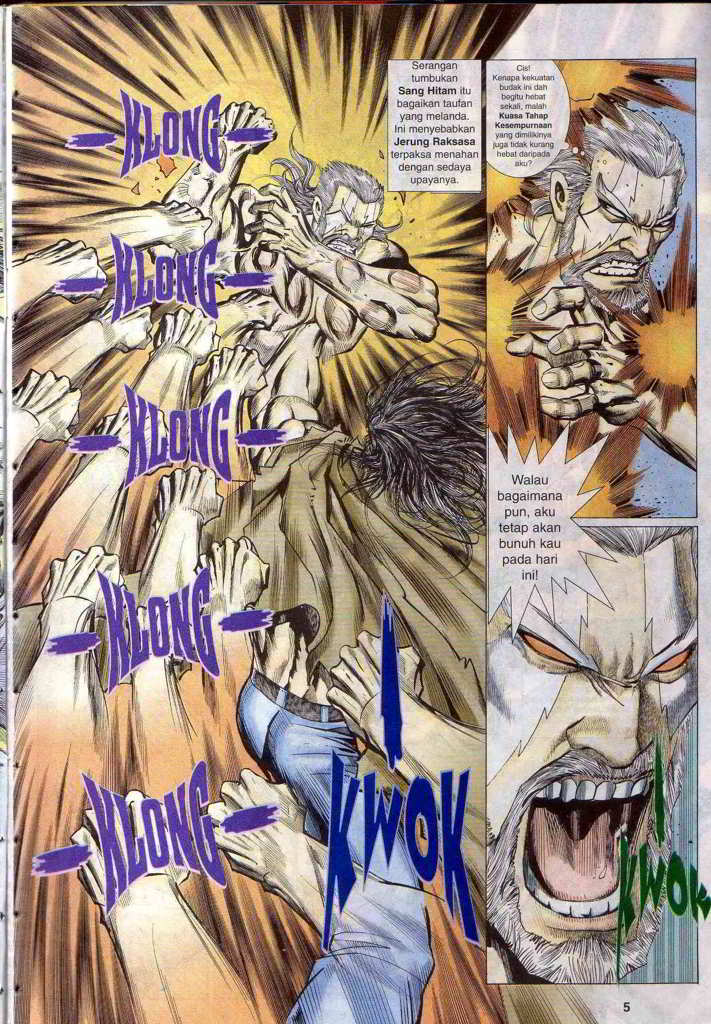 Serangan
tumbukan
Sang Hitam itu
bagaikan taufan
yang melanda.
Ini menyebabkan
Jerung Raksasa
terpaksa menahan
dengan sedaya
upayanya.
Cis!
Kenapa kekuatan
budak ini dah
begitu hebat
sekali, malah
Kuasa Tahap
Kesempurnaan
yang dimilikinya
juga tidak kurang
hebat daripada
aku?
KLONG
KLONG
KLONG
KLONG
KLONG
KWOK
Walau
bagaimana
pun, aku
tetap akan
bunuh kau
pada hari
ini!
KWOK
5